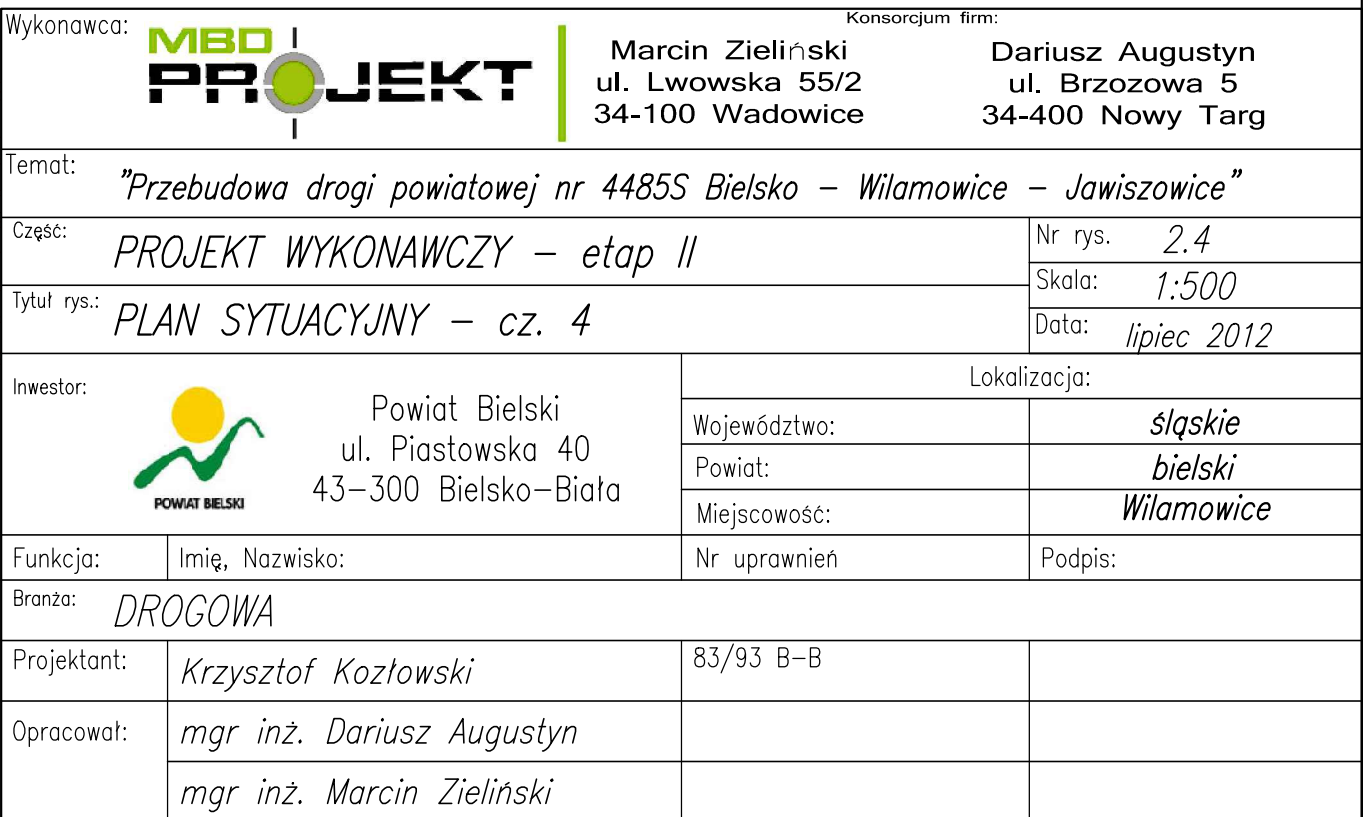 Wykonawca:
MBD
PROJEKT
Konsorcjum firm:
Marcin Zieliński
ul. Lwowska 55/2
34-100 Wadowice
Dariusz Augustyn
ul. Brzozowa 5
34-400 Nowy Targ
Temat:
"Przebudowa drogi powiatowej nr 4485S Bielsko – Wilamowice – Jawiszowice"
Część:
PROJEKT WYKONAWCZY – etap II
Nr rys. 2.4
Skala: 1:500
Tytuł rys.: PLAN SYTUACYJNY – cz. 4
Data: lipiec 2012
Inwestor:
POWIAT BIELSKI
Powiat Bielski
ul. Piastowska 40
43–300 Bielsko–Biała
Lokalizacja:
Województwo: śląskie
Powiat: bielski
Miejscowość: Wilamowice
Funkcja: Imię, Nazwisko: Nr uprawnień Podpis:
Branża: DROGOWA
Projektant: Krzysztof Kozłowski 83/93 B–B
Opracował: mgr inż. Dariusz Augustyn
mgr inż. Marcin Zieliński